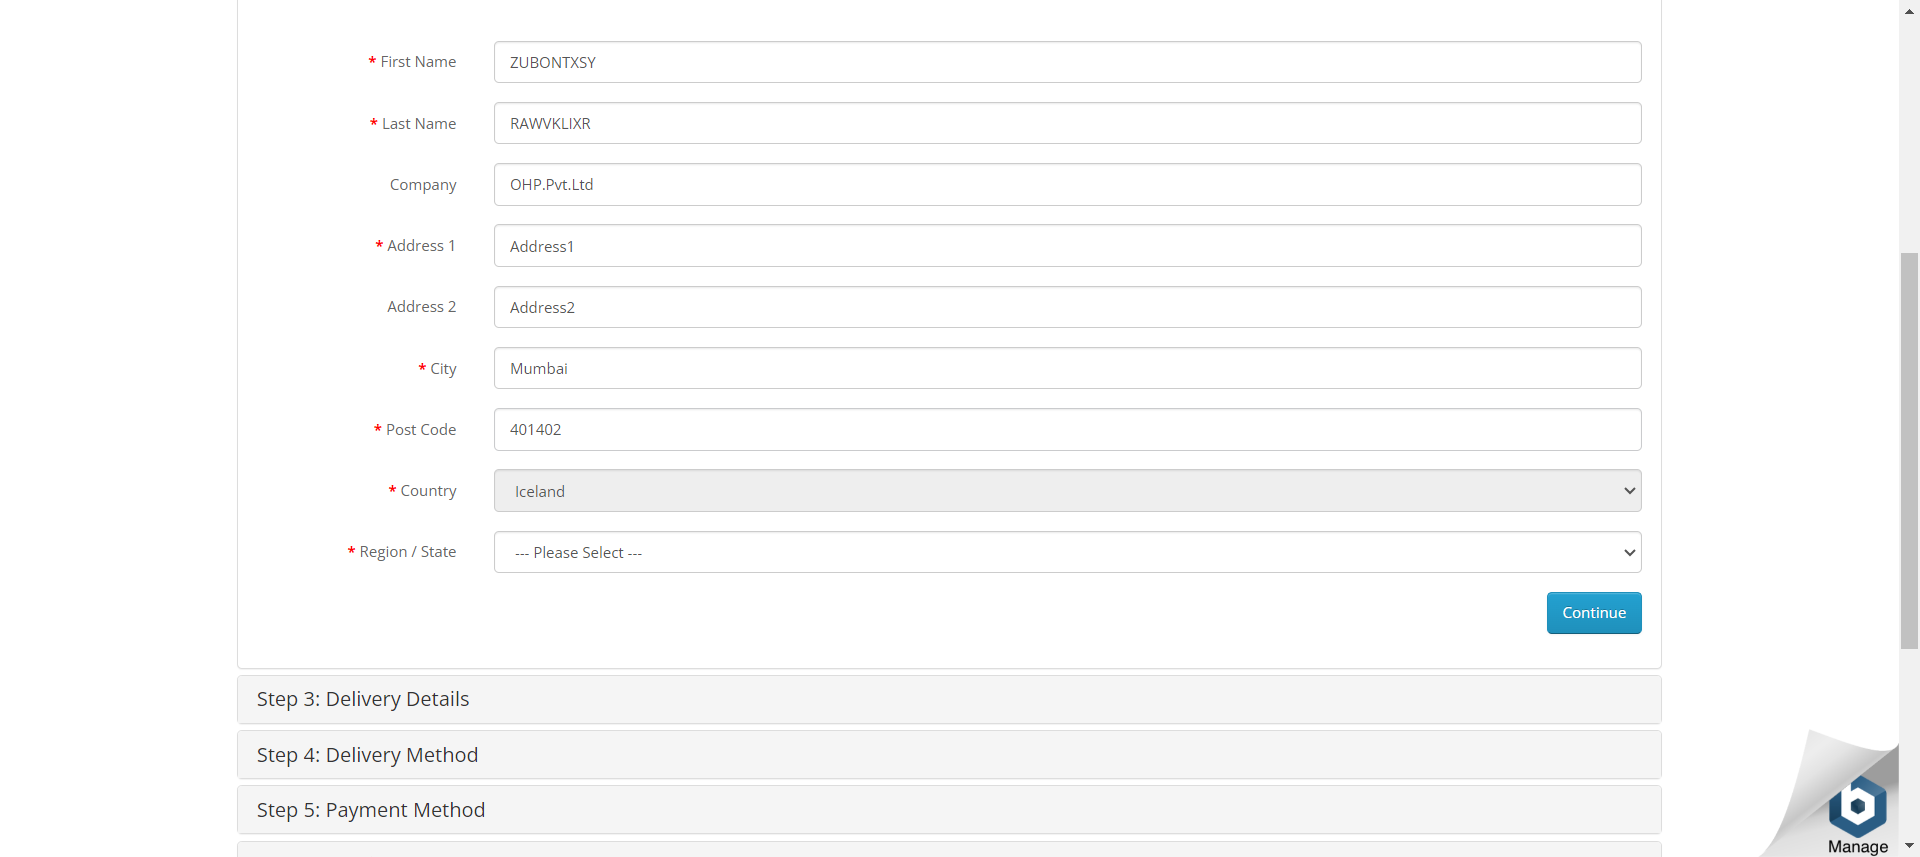 * First Name
ZUBONTXSY
* Last Name
RAWVKLIXR
Company
OHP.Pvt.Ltd
* Address 1
Address1
Address 2
Address2
* City
Mumbai
* Post Code
401402
* Country
Iceland
* Region / State
--- Please Select ---
Continue
Step 3: Delivery Details
Step 4: Delivery Method
Step 5: Payment Method
Manage